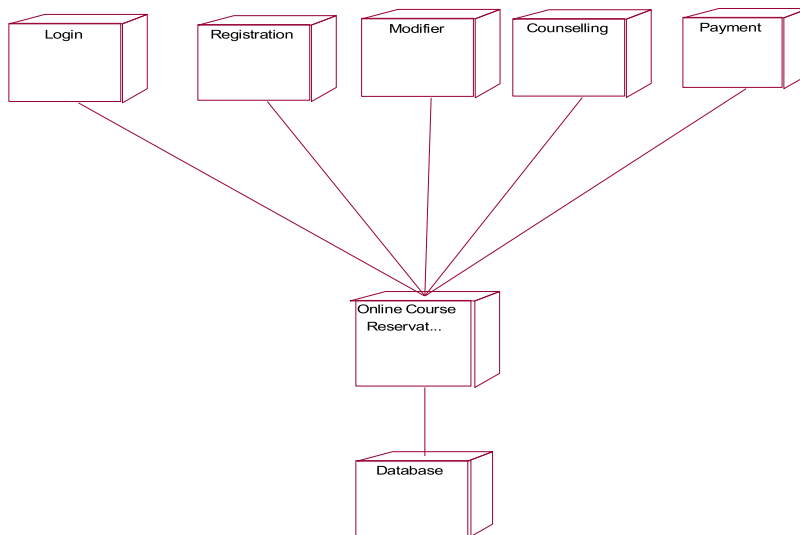 Login
Registration
Modifier
Counselling
Payment
Online Course
Reservat...
Database